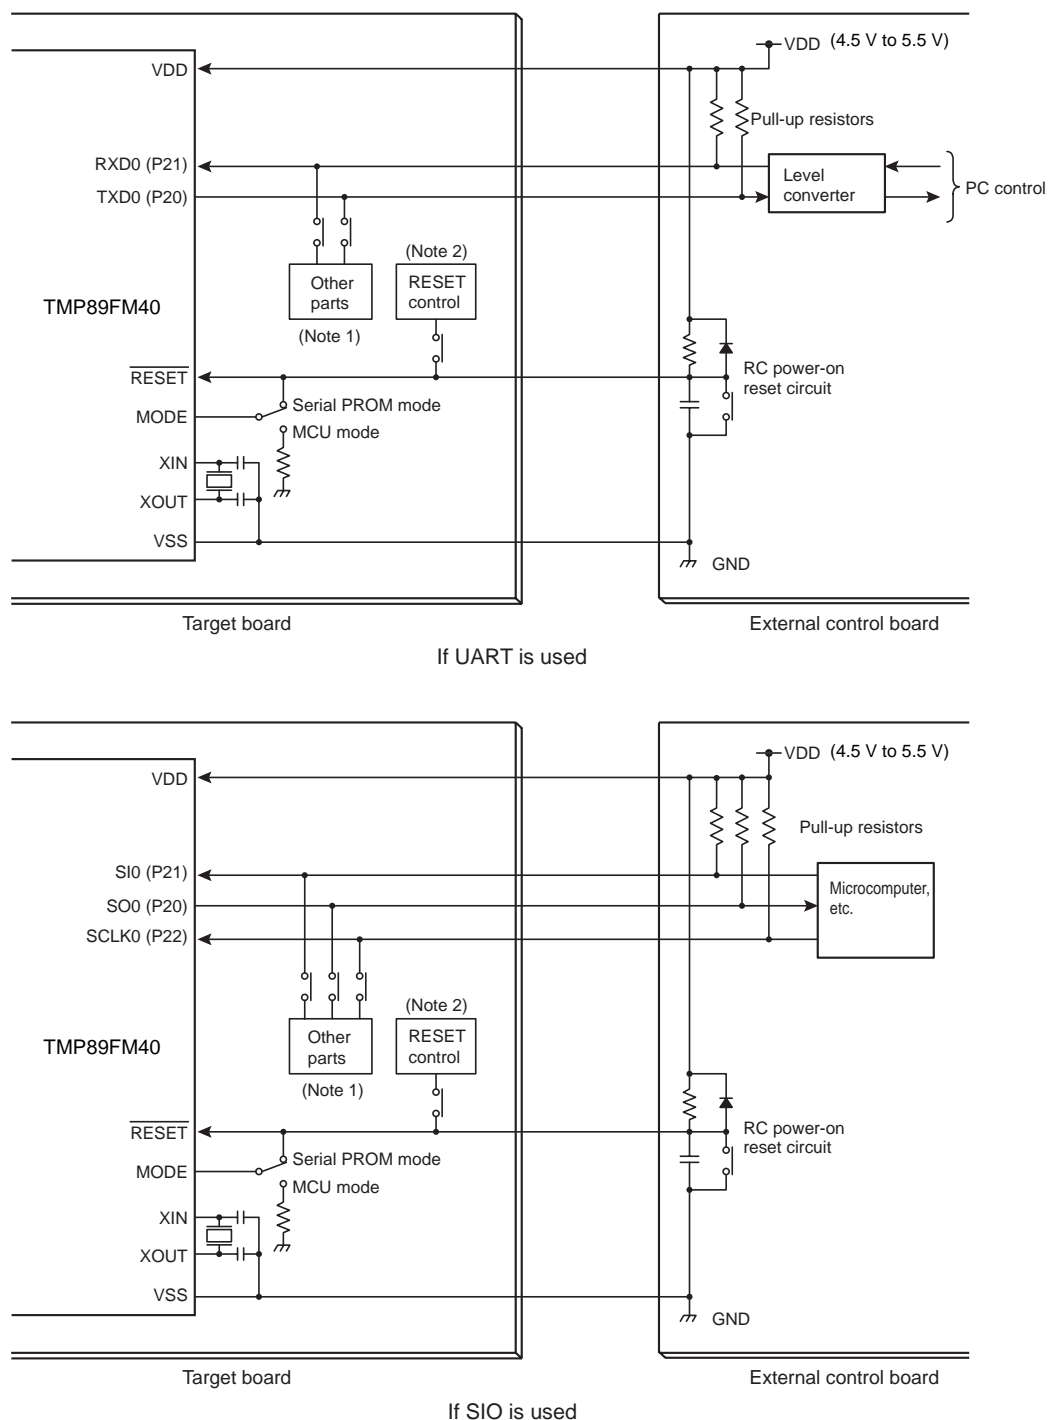 VDD (4.5 V to 5.5 V)
VDD
Pull-up resistors
RXD0 (P21)
TXD0 (P20)
Level
converter
PC control
(Note 2)
RESET
control
Other
parts
(Note 1)
TMP89FM40
RESET
MODE
Serial PROM mode
MCU mode
RC power-on
reset circuit
XIN
XOUT
VSS
GND
Target board
External control board
If UART is used
VDD (4.5 V to 5.5 V)
VDD
Pull-up resistors
SI0 (P21)
SO0 (P20)
SCLK0 (P22)
Microcomputer,
etc.
(Note 2)
RESET
control
Other
parts
(Note 1)
TMP89FM40
RESET
MODE
Serial PROM mode
MCU mode
RC power-on
reset circuit
XIN
XOUT
VSS
GND
Target board
External control board
If SIO is used